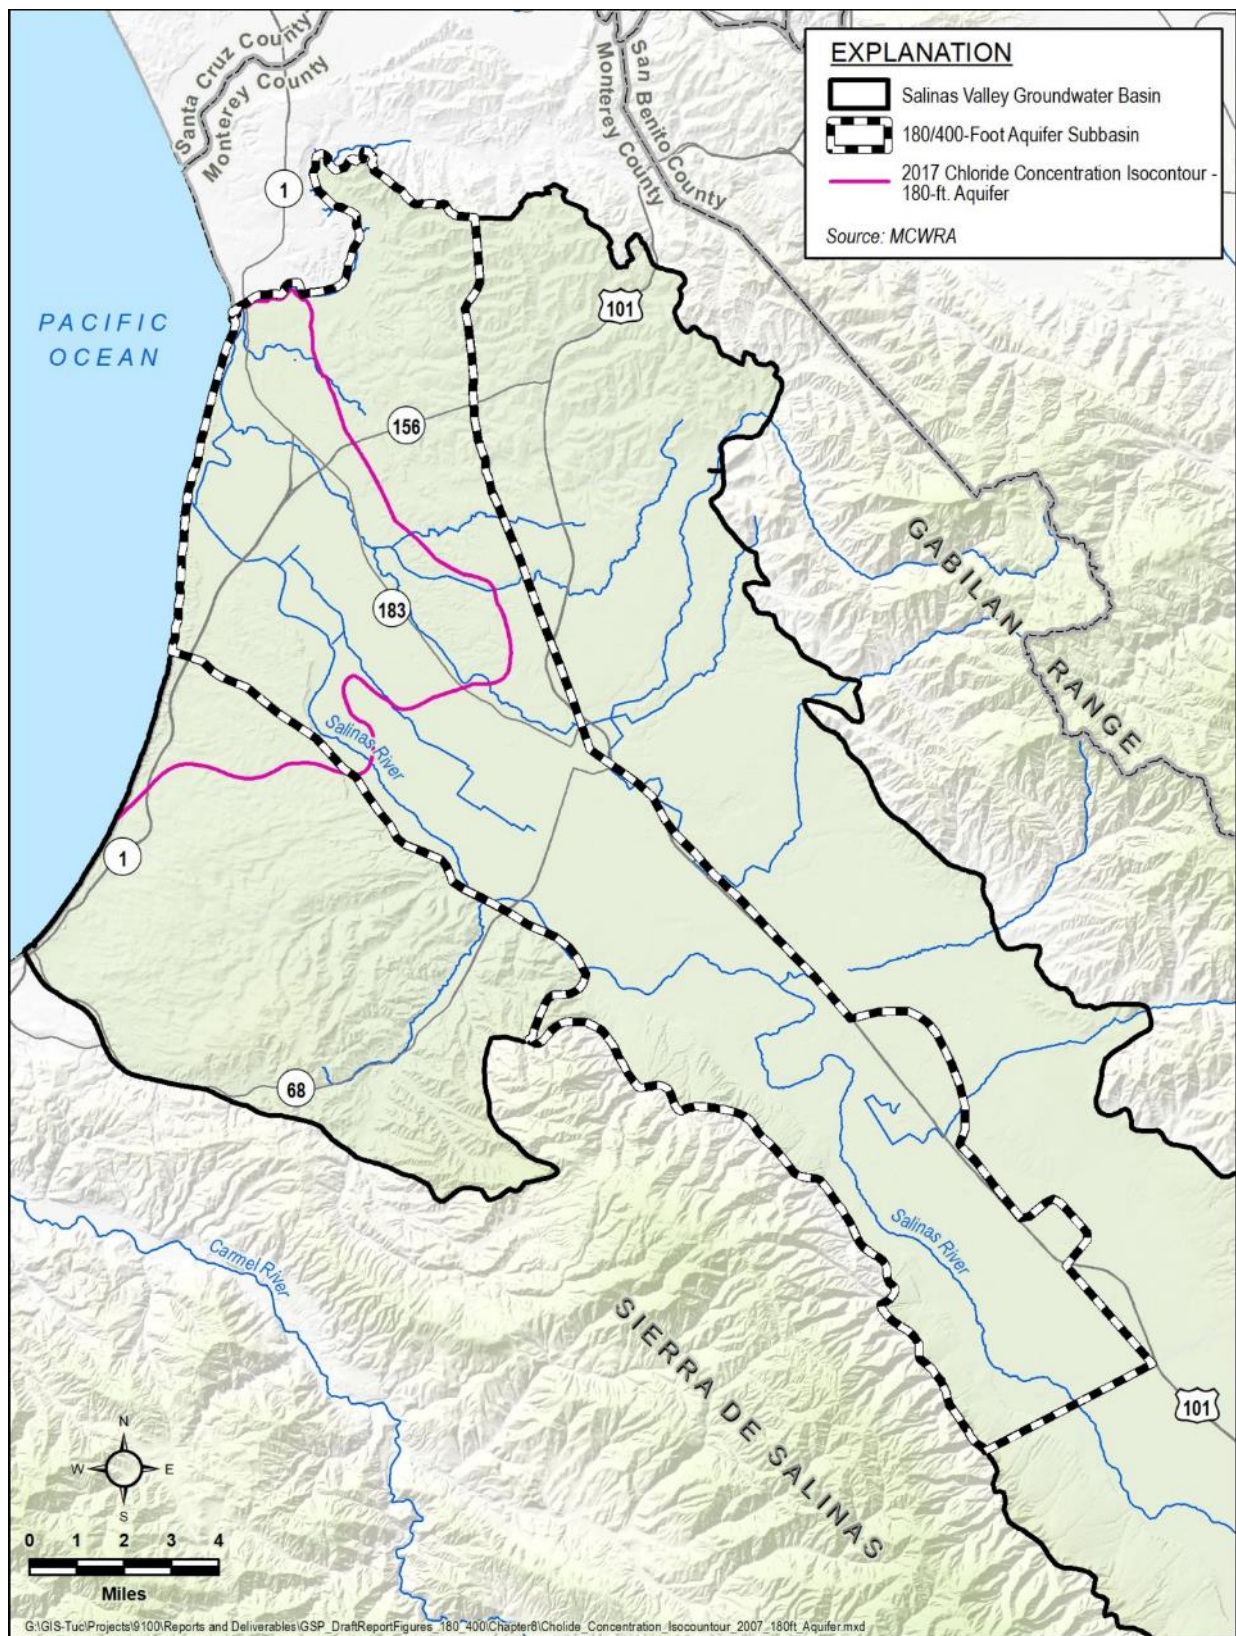 EXPLANATION
Salinas Valley Groundwater Basin
180/400-Foot Aquifer Subbasin
2017 Chloride Concentration Isocontour -
180-ft. Aquifer
Source: MCWRA
Santa Cruz County
Monterey County
Monterey County
San Benito County
1
101
PACIFIC
OCEAN
156
183
GABILAN
RANGE
Salinas River
1
68
Salinas River
Carmel River
SIERRA DE SALINAS
101
N
W
E
S
0 1 2 3 4
Miles
G:\GIS-Tuc\Projects\9100\Reports and Deliverables\GSP_DraftReportFigures_180_400\Chapter8\Cholide_Concentration_Isocountour_2007_180ft_Aquifer.mxd